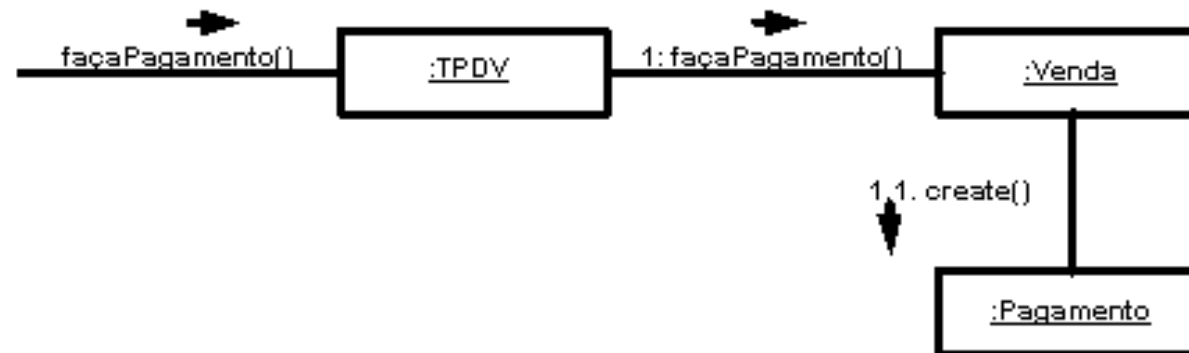 façaPagamento()
:TPDV
1: façaPagamento()
:Venda
1.1. create()
:Pagamento